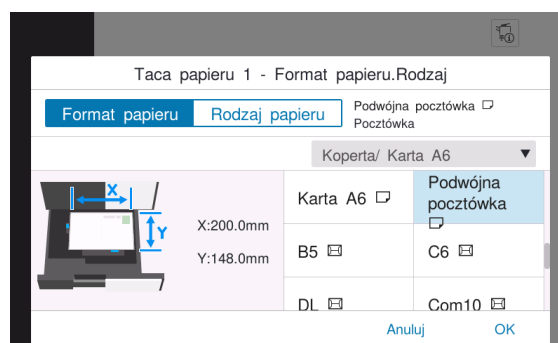 Taca papieru 1 - Format papieru.Rodzaj
Format papieru
Rodzaj papieru
Podwójna pocztówka
Pocztówka
Koperta/ Karta A6
X
Y
X:200.0mm
Y:148.0mm
Karta A6
Podwójna
pocztówka
B5
C6
DL
Com10
Anuluj
OK